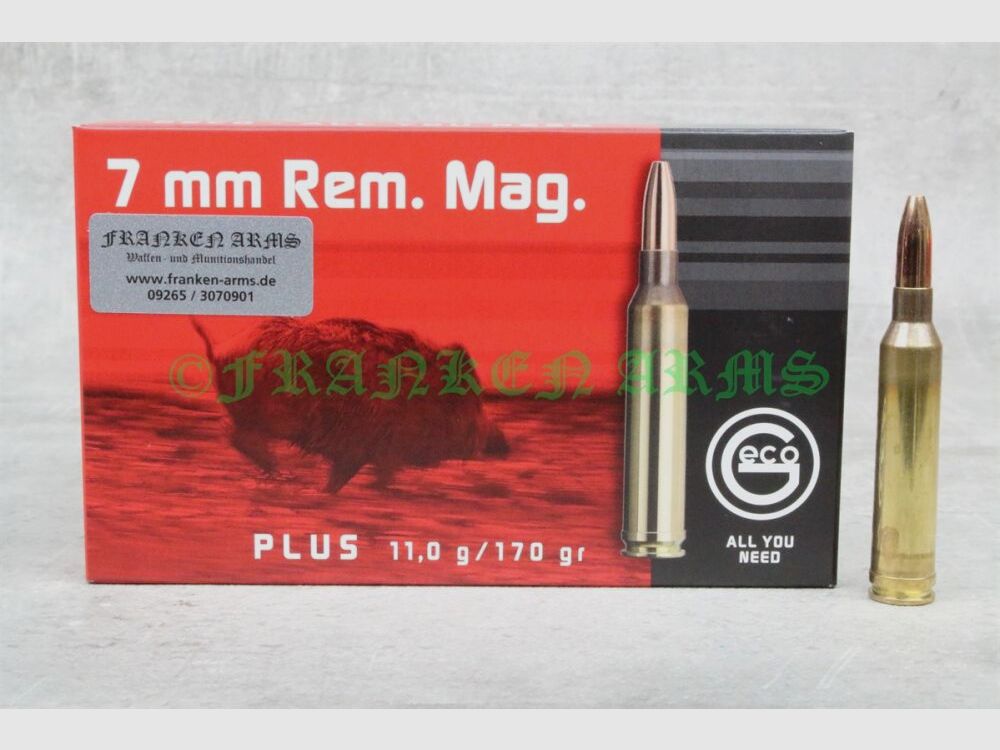 7 mm Rem. Mag.
FRANKEN ARMS
Waffen- und Munitionshandel
www.franken-arms.de
09265 / 3070901
©FRANKEN ARMS
Geco
PLUS 11,0 g/170 gr
ALL YOU
NEED